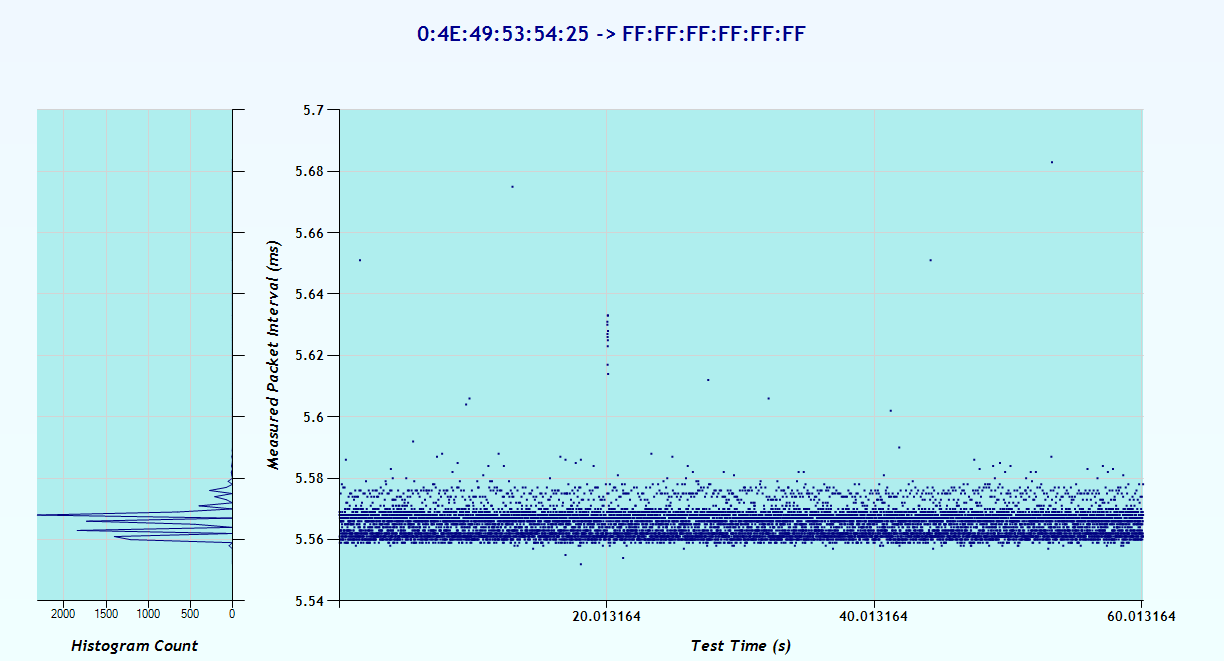 0:4E:49:53:54:25 -> FF:FF:FF:FF:FF:FF
5.7
5.68
5.66
5.64
5.62
5.6
5.58
5.56
5.54
Measured Packet Interval (ms)
2000 1500 1000 500 0
20.013164 40.013164 60.013164
Histogram Count
Test Time (s)